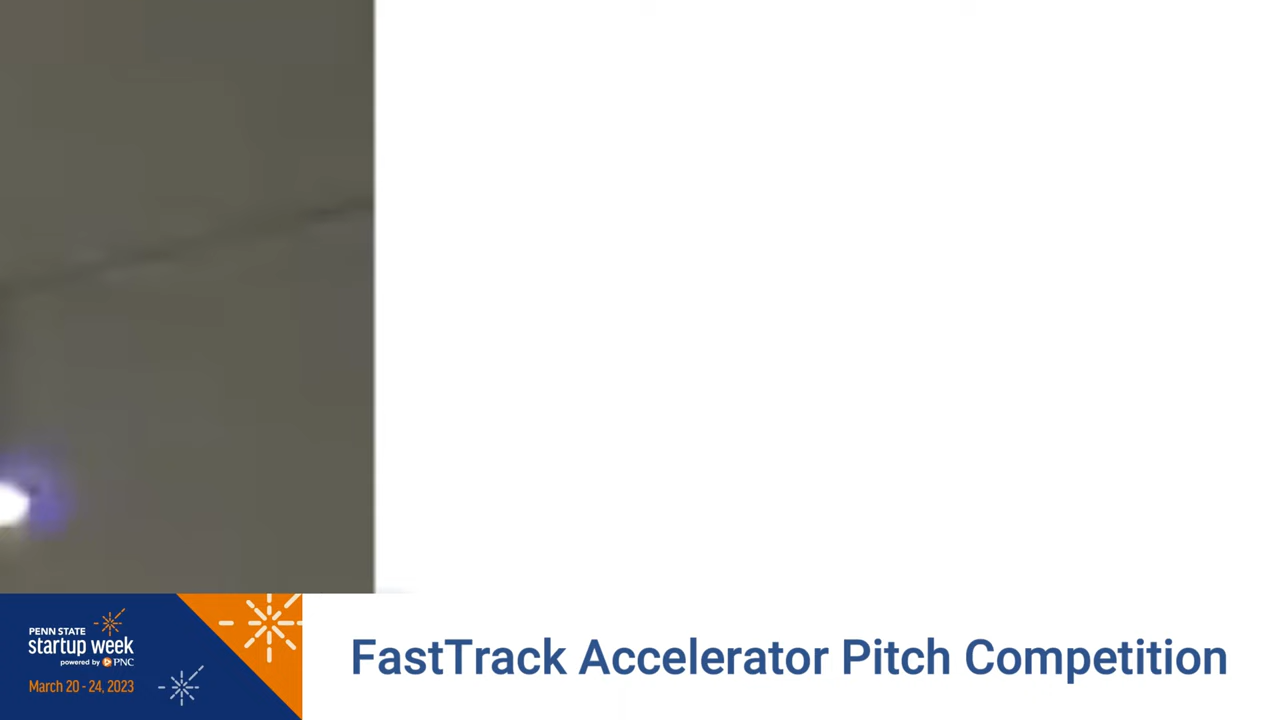 PENN STATE
startup week
powered by PNC
March 20 - 24, 2023
FastTrack Accelerator Pitch Competition